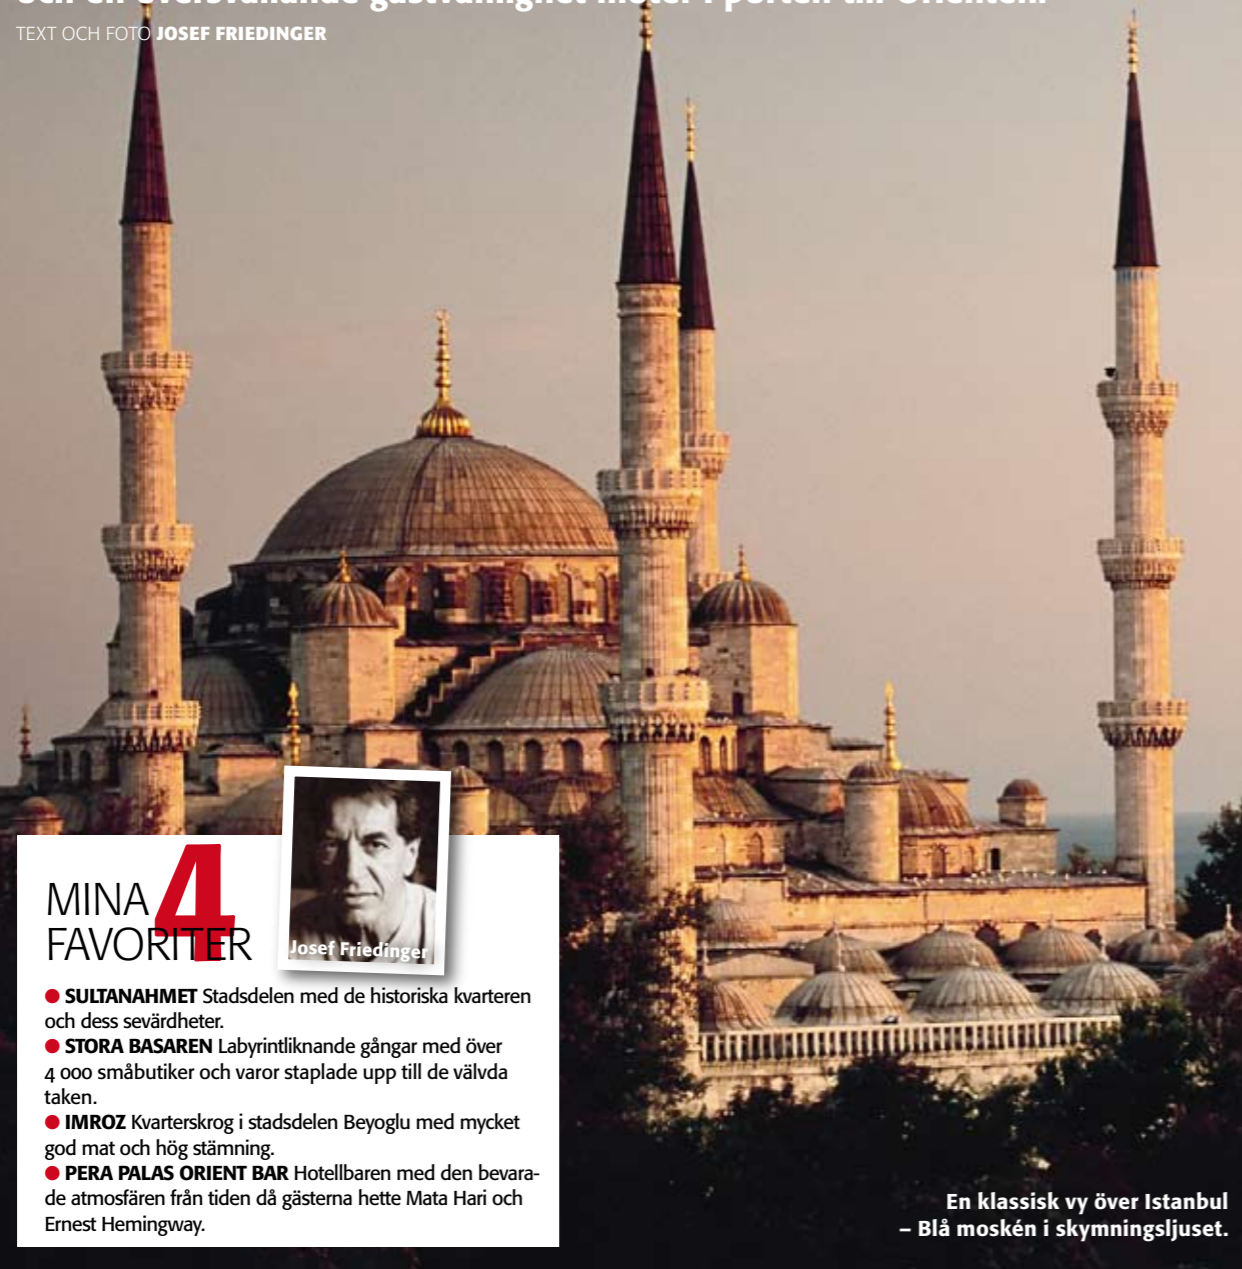 TEXT OCH FOTO JOSEF FRIEDINGER
MINA 4
FAVORITER
Josef Friedinger
● SULTANAHMET Stadsdelen med de historiska kvarteren
och dess sevärdheter.
● STORA BASAREN Labyrintliknande gångar med över
4 000 småbutiker och varor staplade upp till de välvda
taken.
● IMROZ Kvarterskrog i stadsdelen Beyoglu med mycket
god mat och hög stämning.
● PERA PALAS ORIENT BAR Hotellbaren med den bevara-
de atmosfären från tiden då gästerna hette Mata Hari och
Ernest Hemingway.
En klassisk vy över Istanbul
– Blå moskén i skymningsljuset.